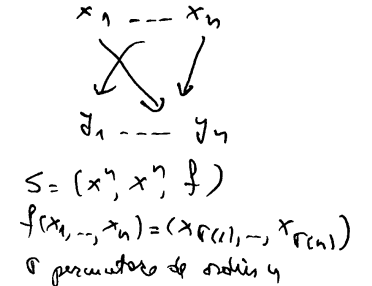 x₁ --- xₙ
y₁ ---- yₙ
S = (xⁿ, xⁿ, f)
f(x₁, ..., xₙ) = (x_σ(1), ..., x_σ(n))
σ permutare de ordin n